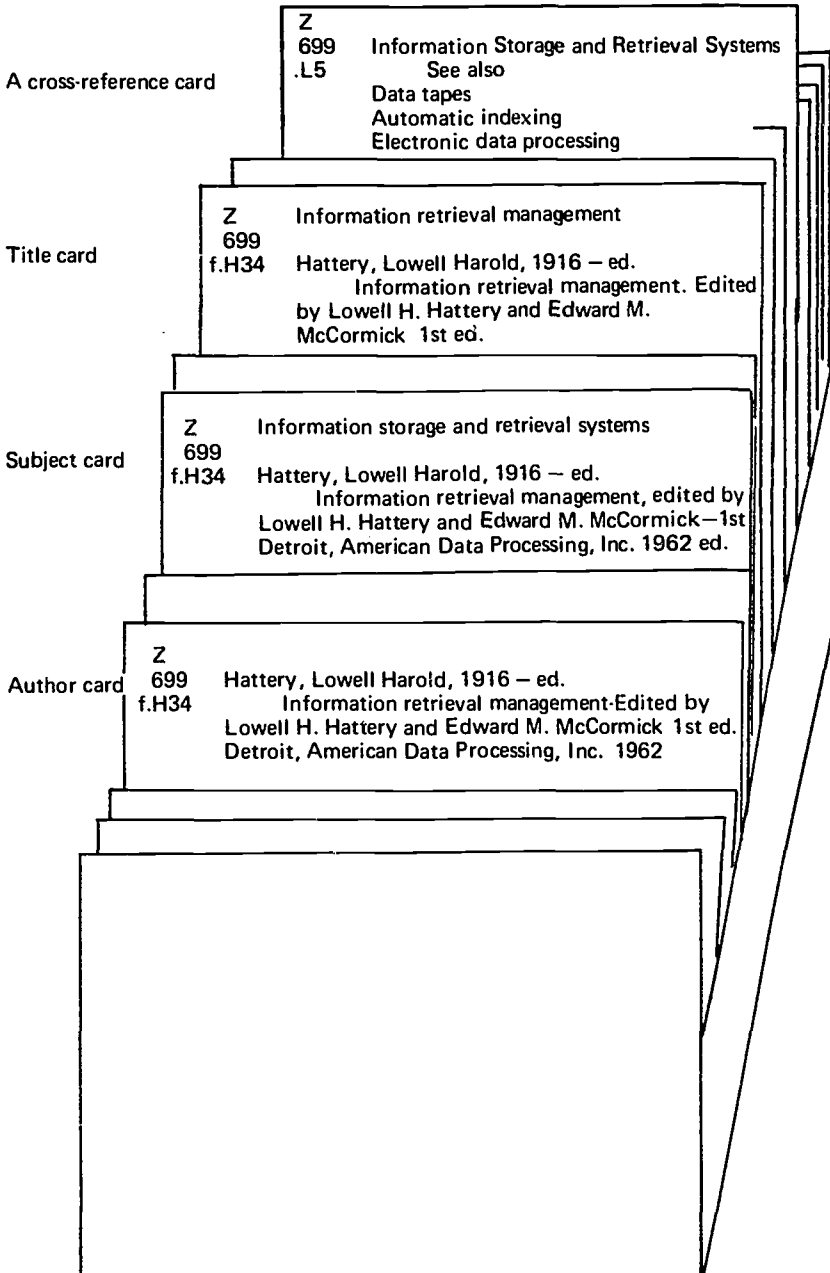 A cross-reference card
Z
699 Information Storage and Retrieval Systems
.L5 See also
Data tapes
Automatic indexing
Electronic data processing
Title card
Z Information retrieval management
699
f.H34 Hattery, Lowell Harold, 1916 – ed.
Information retrieval management. Edited
by Lowell H. Hattery and Edward M.
McCormick 1st ed.
Subject card
Z Information storage and retrieval systems
699
f.H34 Hattery, Lowell Harold, 1916 – ed.
Information retrieval management, edited by
Lowell H. Hattery and Edward M. McCormick–1st
Detroit, American Data Processing, Inc. 1962 ed.
Author card
Z
699 Hattery, Lowell Harold, 1916 – ed.
f.H34 Information retrieval management-Edited by
Lowell H. Hattery and Edward M. McCormick 1st ed.
Detroit, American Data Processing, Inc. 1962